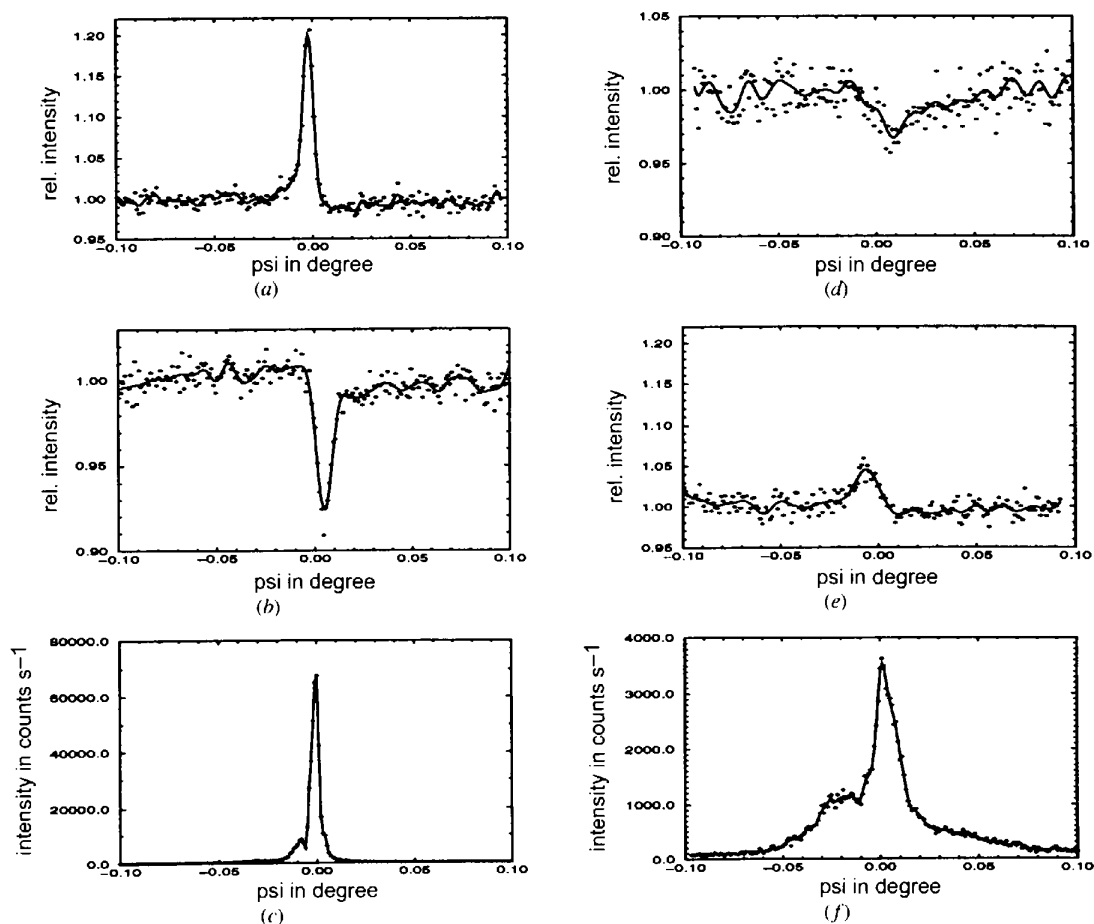 rel. intensity
1.20
1.15
1.10
1.05
1.00
0.95
−0.10 −0.05 0.00 0.05 0.10
psi in degree
(a)
rel. intensity
1.00
0.95
0.90
−0.10 −0.05 0.00 0.05 0.10
psi in degree
(b)
intensity in counts s−1
80000.0
60000.0
40000.0
20000.0
0.0
−0.10 −0.05 0.00 0.05 0.10
psi in degree
(c)
rel. intensity
1.05
1.00
0.95
0.90
−0.10 −0.05 0.00 0.05 0.10
psi in degree
(d)
rel. intensity
1.20
1.15
1.10
1.05
1.00
0.95
−0.10 −0.05 0.00 0.05 0.10
psi in degree
(e)
intensity in counts s−1
4000.0
3000.0
2000.0
1000.0
0.0
−0.10 −0.05 0.00 0.05 0.10
psi in degree
(f)